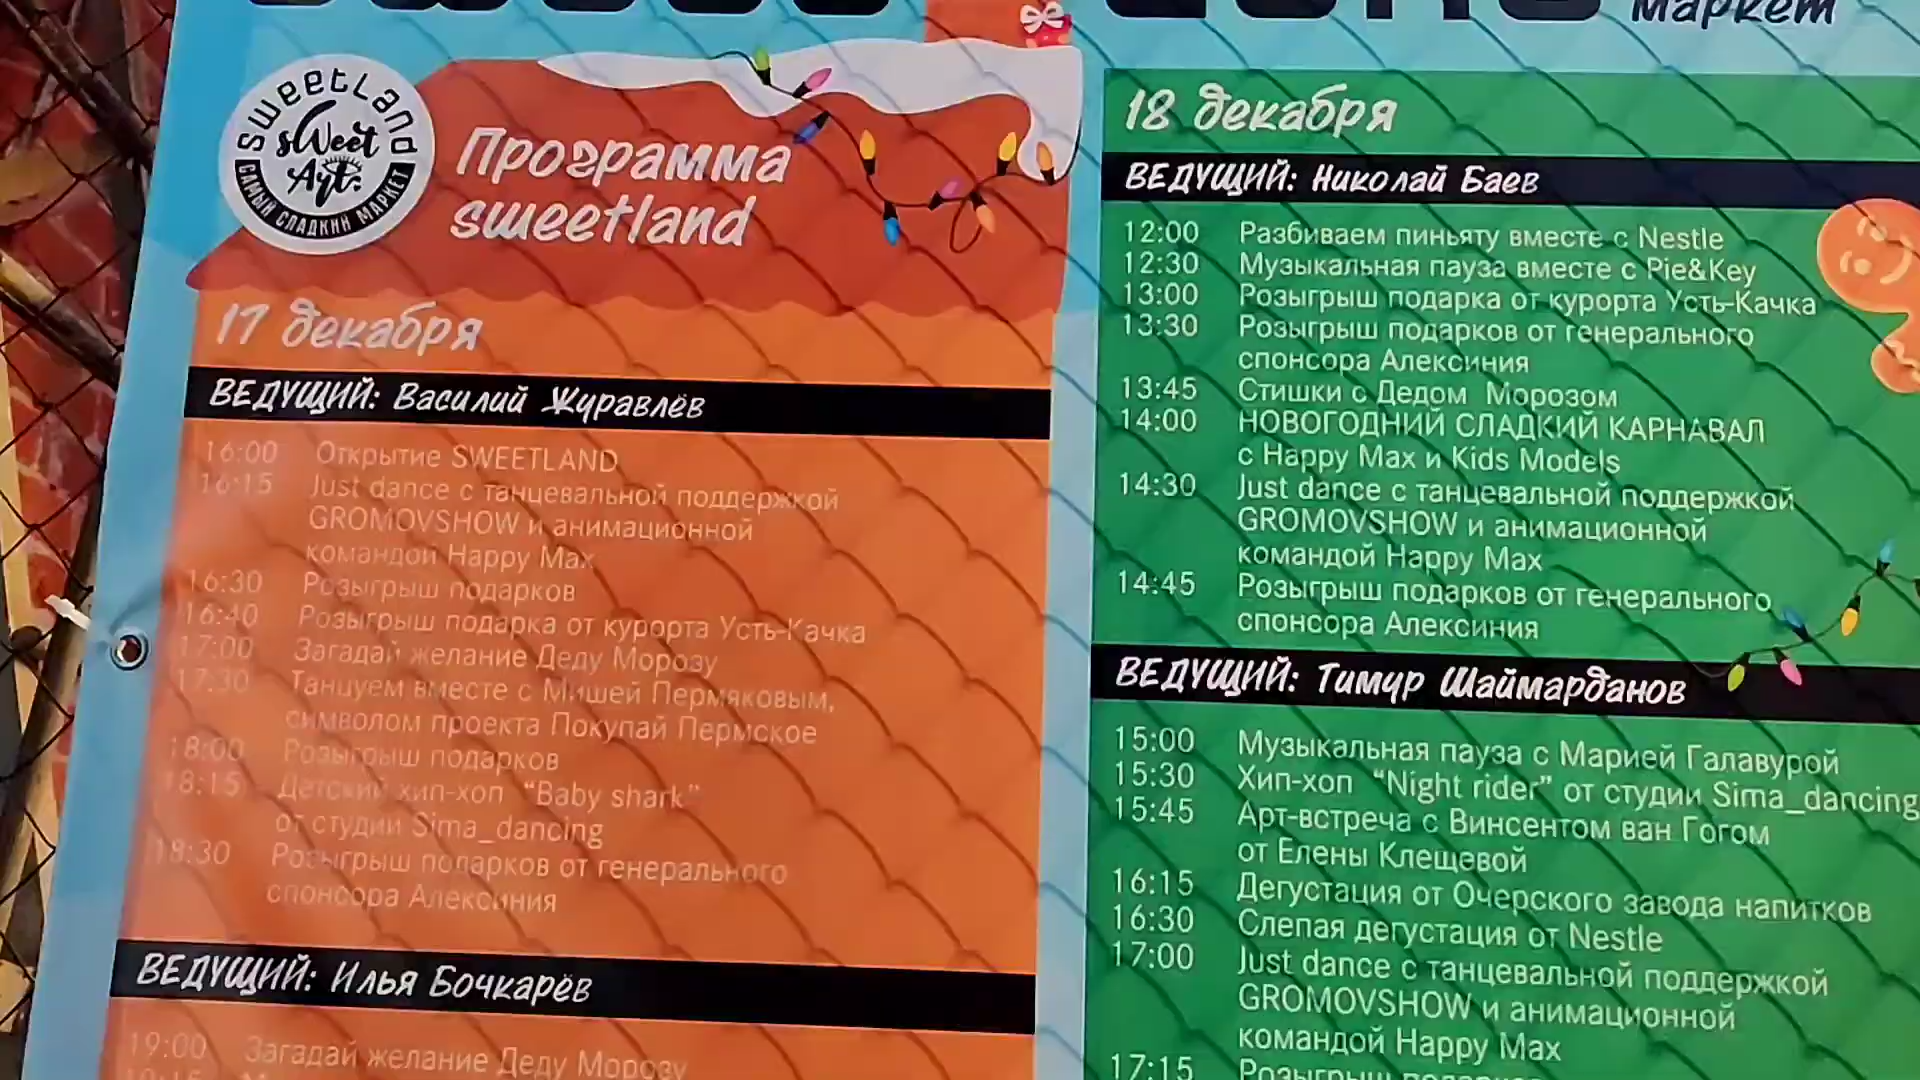 маркет
sweetland
sWeet
Art.
САМЫЙ СЛАДКИЙ МАРКЕТ
Программа
sweetland
17 декабря
ВЕДУЩИЙ: Василий Журавлёв
16:00 Открытие SWEETLAND
16:15 Just dance с танцевальной поддержкой
GROMOVSHOW и анимационной
командой Happy Max
16:30 Розыгрыш подарков
16:40 Розыгрыш подарка от курорта Усть-Качка
17:00 Загадай желание Деду Морозу
17:30 Танцуем вместе с Мишей Пермяковым,
символом проекта Покупай Пермское
18:00 Розыгрыш подарков
18:15 Детский хип-хоп “Baby shark”
от студии Sima_dancing
18:30 Розыгрыш подарков от генерального
спонсора Алексиния
ВЕДУЩИЙ: Илья Бочкарёв
19:00 Загадай желание Деду Морозу
18 декабря
ВЕДУЩИЙ: Николай Баев
12:00 Разбиваем пиньяту вместе с Nestle
12:30 Музыкальная пауза вместе с Pie&Key
13:00 Розыгрыш подарка от курорта Усть-Качка
13:30 Розыгрыш подарков от генерального
спонсора Алексиния
13:45 Стишки с Дедом Морозом
14:00 НОВОГОДНИЙ СЛАДКИЙ КАРНАВАЛ
с Happy Max и Kids Models
14:30 Just dance с танцевальной поддержкой
GROMOVSHOW и анимационной
командой Happy Max
14:45 Розыгрыш подарков от генерального
спонсора Алексиния
ВЕДУЩИЙ: Тимур Шаймарданов
15:00 Музыкальная пауза с Марией Галавурой
15:30 Хип-хоп “Night rider” от студии Sima_dancing
15:45 Арт-встреча с Винсентом ван Гогом
от Елены Клещевой
16:15 Дегустация от Очерского завода напитков
16:30 Слепая дегустация от Nestle
17:00 Just dance с танцевальной поддержкой
GROMOVSHOW и анимационной
командой Happy Max
17:15 Розыгрыш